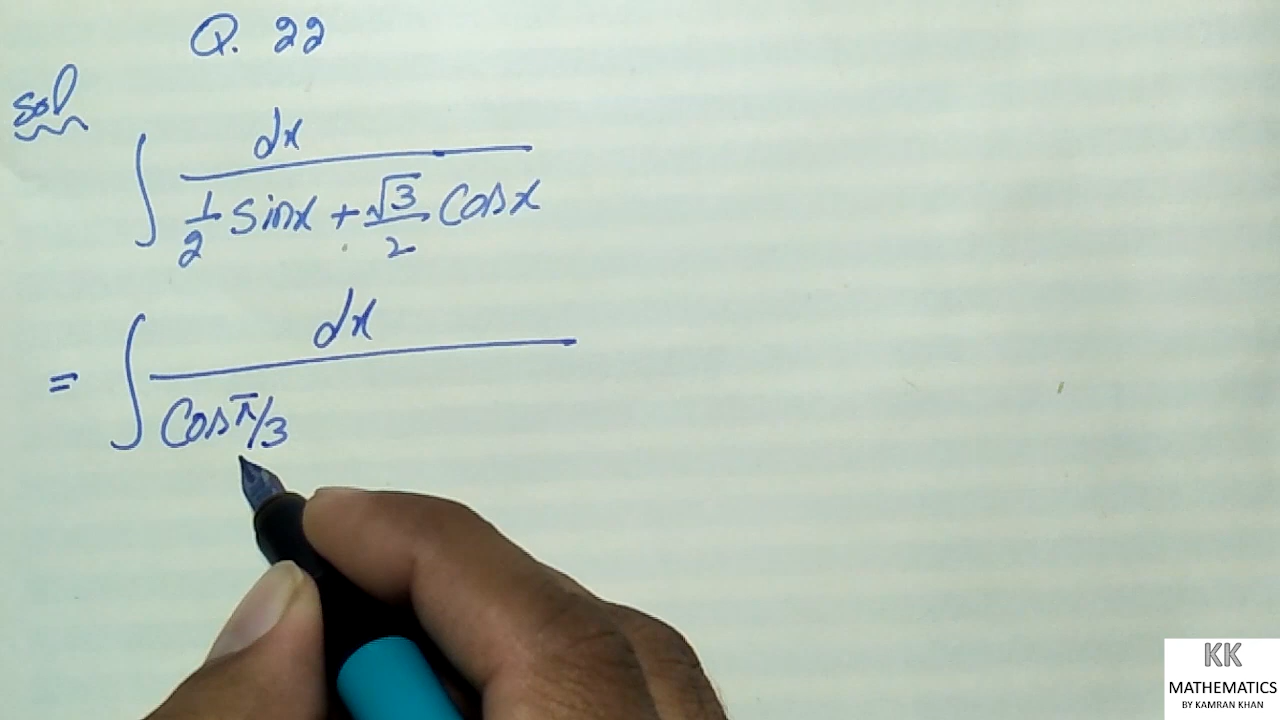 Q. 22
Sol
∫ dx / (1/2 Sinx + √3/2 Cosx)
= ∫ dx / (Cos π/3
KK
MATHEMATICS
BY KAMRAN KHAN